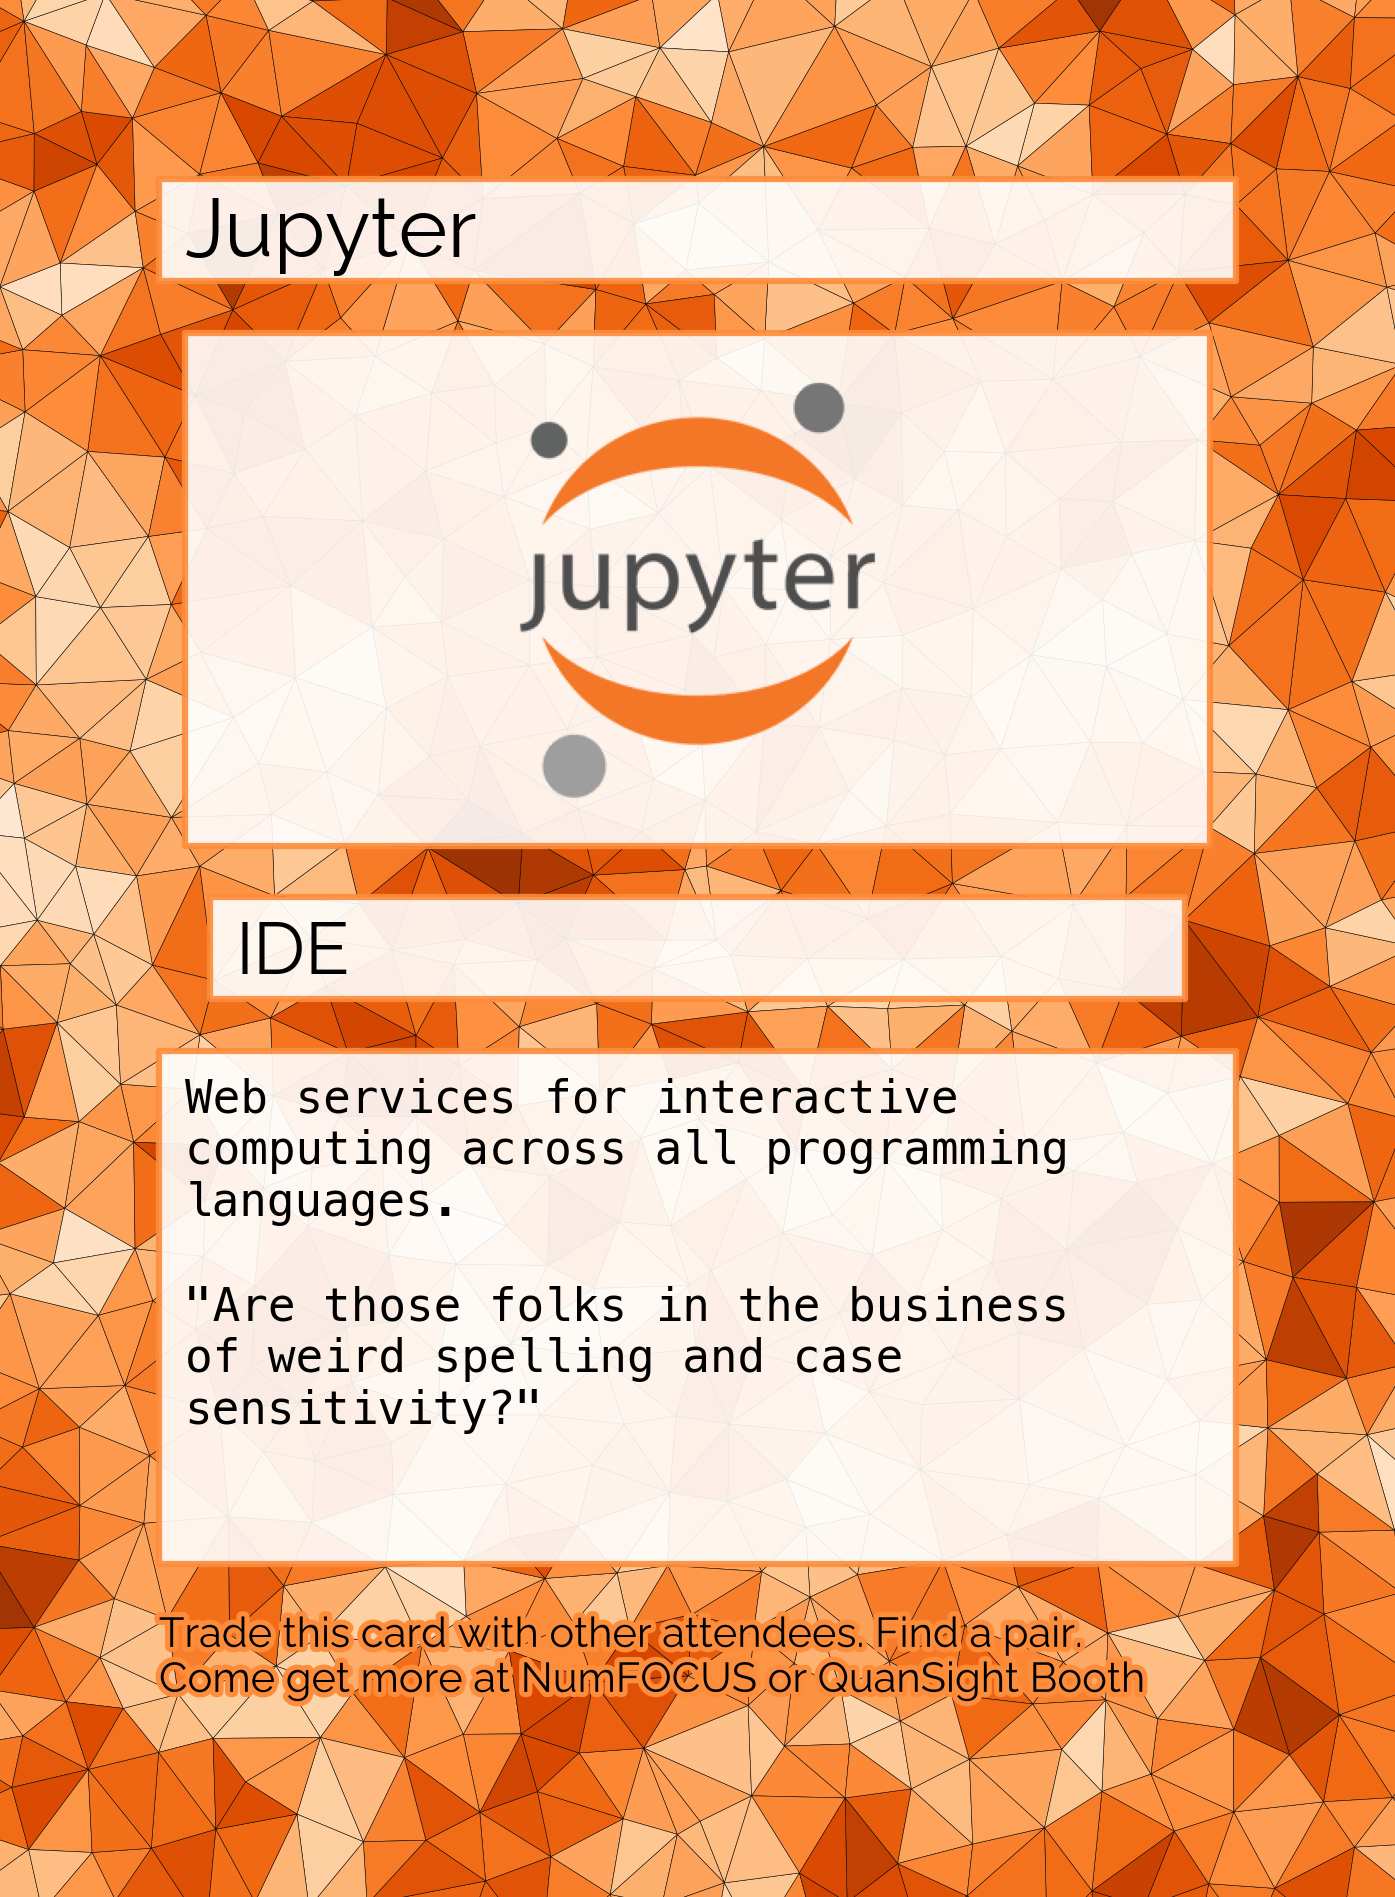 Jupyter
jupyter
IDE
Web services for interactive
computing across all programming
languages.
"Are those folks in the business
of weird spelling and case
sensitivity?"
Trade this card with other attendees. Find a pair.
Come get more at NumFOCUS or QuanSight Booth